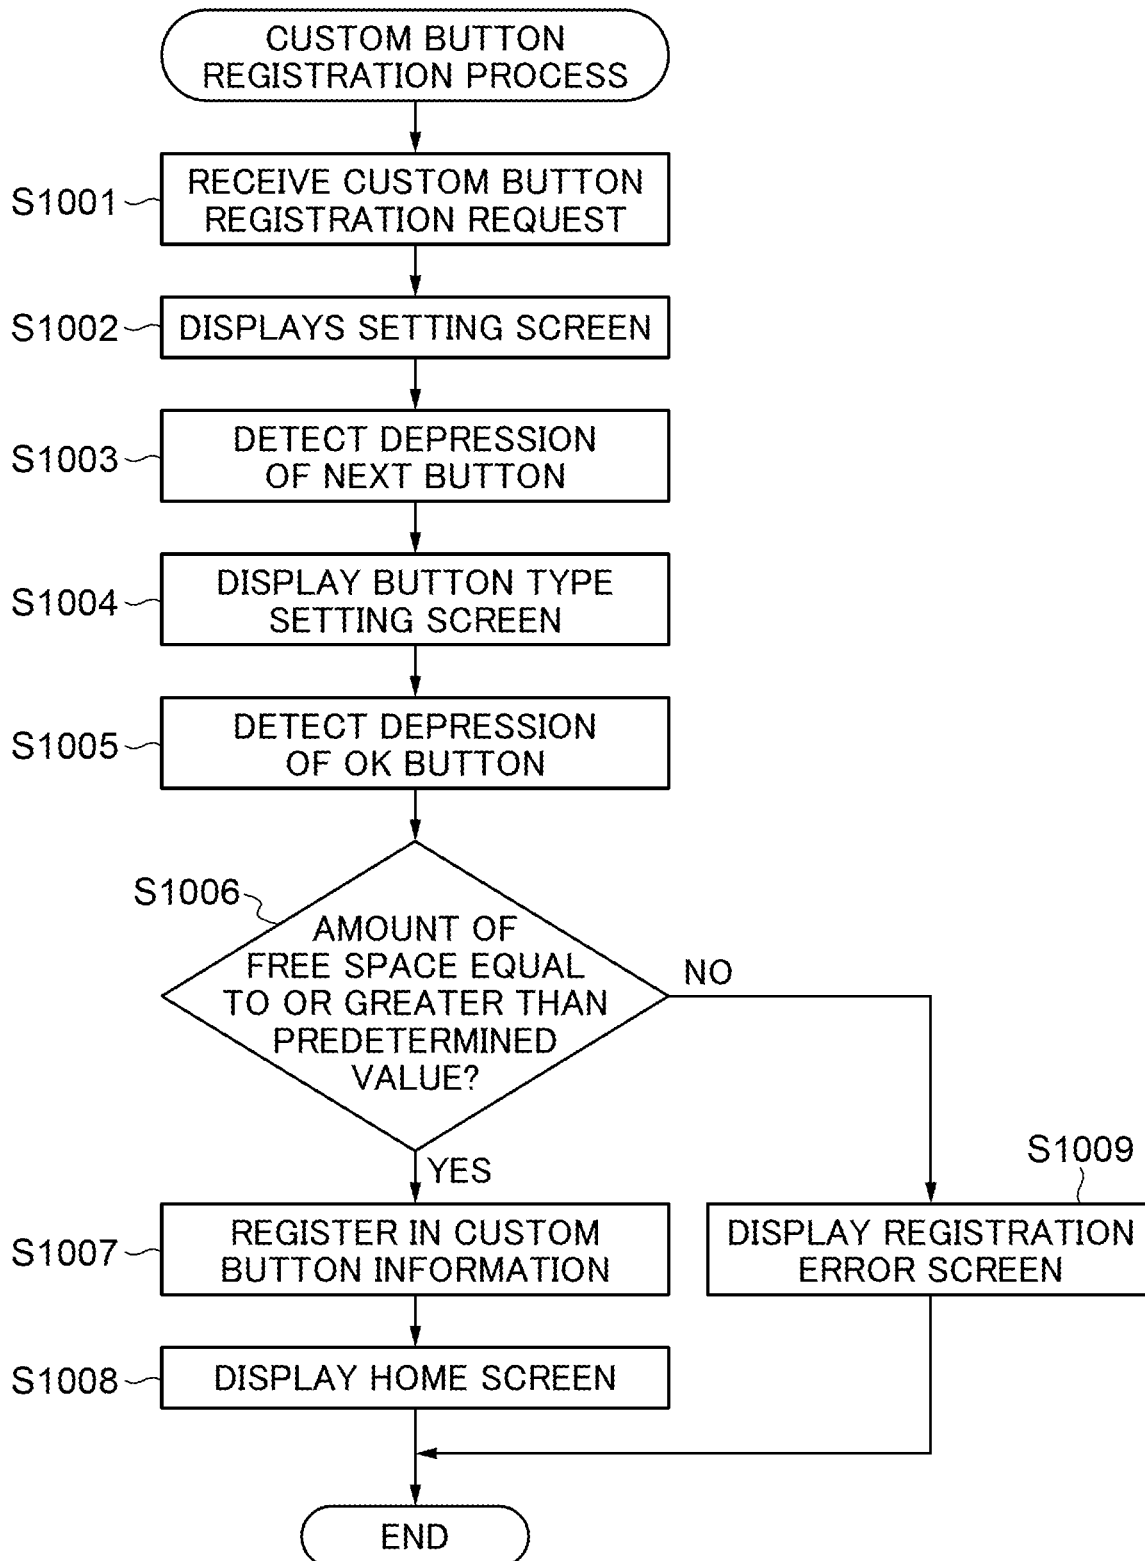 CUSTOM BUTTON
REGISTRATION PROCESS
S1001
RECEIVE CUSTOM BUTTON
REGISTRATION REQUEST
S1002
DISPLAYS SETTING SCREEN
S1003
DETECT DEPRESSION
OF NEXT BUTTON
S1004
DISPLAY BUTTON TYPE
SETTING SCREEN
S1005
DETECT DEPRESSION
OF OK BUTTON
S1006
AMOUNT OF
FREE SPACE EQUAL
TO OR GREATER THAN
PREDETERMINED
VALUE?
NO
YES
S1007
REGISTER IN CUSTOM
BUTTON INFORMATION
S1009
DISPLAY REGISTRATION
ERROR SCREEN
S1008
DISPLAY HOME SCREEN
END